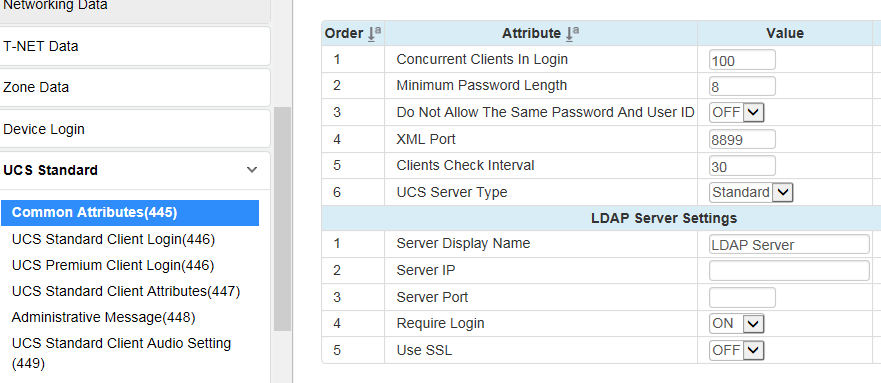 Networking Data
T-NET Data
Zone Data
Device Login
UCS Standard
Common Attributes(445)
UCS Standard Client Login(446)
UCS Premium Client Login(446)
UCS Standard Client Attributes(447)
Administrative Message(448)
UCS Standard Client Audio Setting
(449)
Order Attribute Value
1 Concurrent Clients In Login 100
2 Minimum Password Length 8
3 Do Not Allow The Same Password And User ID OFF
4 XML Port 8899
5 Clients Check Interval 30
6 UCS Server Type Standard
LDAP Server Settings
1 Server Display Name LDAP Server
2 Server IP
3 Server Port
4 Require Login ON
5 Use SSL OFF